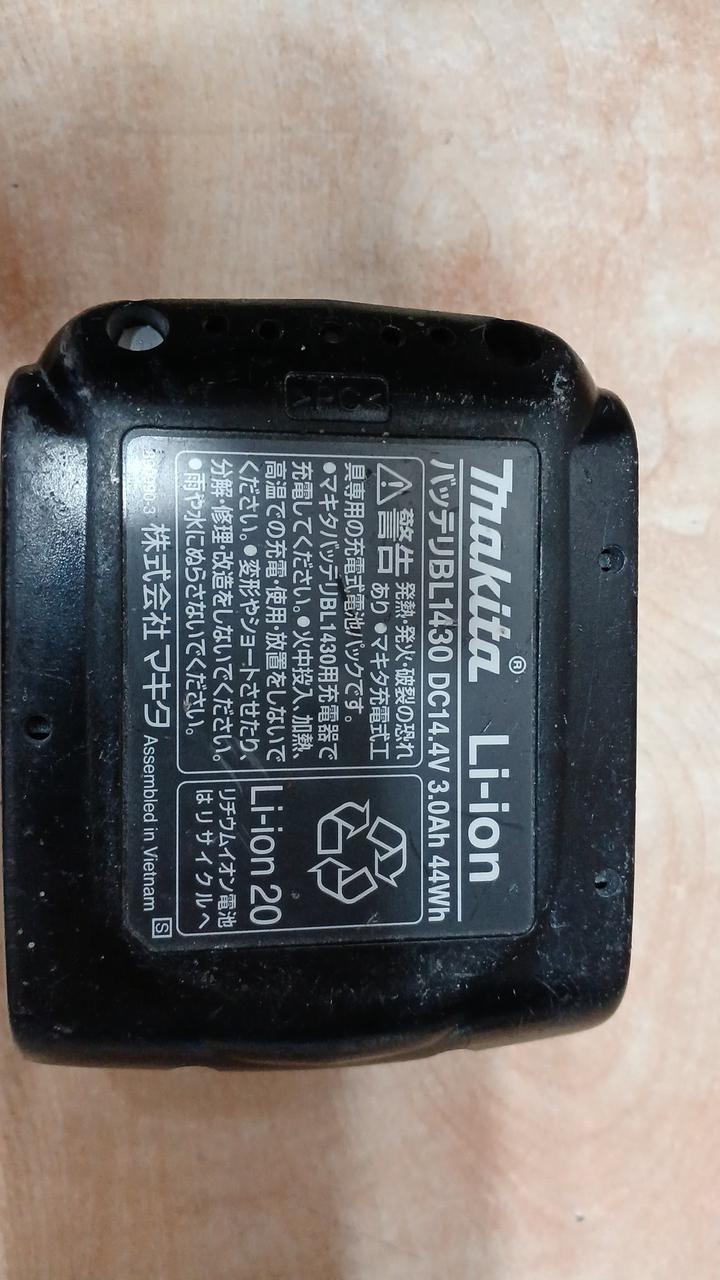 >PC<
makita® Li-ion
バッテリBL1430 DC14.4V 3.0Ah 44Wh
警告 発熱・発火・破裂の恐れ
あり ●マキタ充電式工
具専用の充電式電池パックです。
●マキタバッテリBL1430用充電器で
充電してください。●火中投入、加熱、
高温での充電・使用・放置をしないで
ください。●変形やショートさせたり、
分解・修理・改造をしないでください。
●雨や水にぬらさないでください。
Li-ion 20
リチウムイオン電池
はリサイクルへ
株式会社 マキタ Assembled in Vietnam S